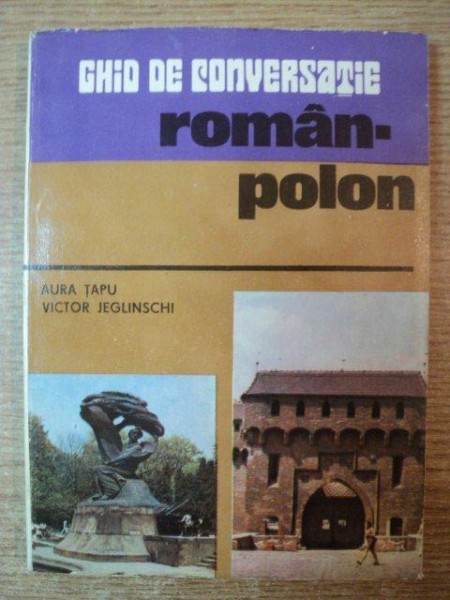 GHID DE CONVERSAȚIE
român-
polon
AURA ȚAPU
VICTOR JEGLINSCHI